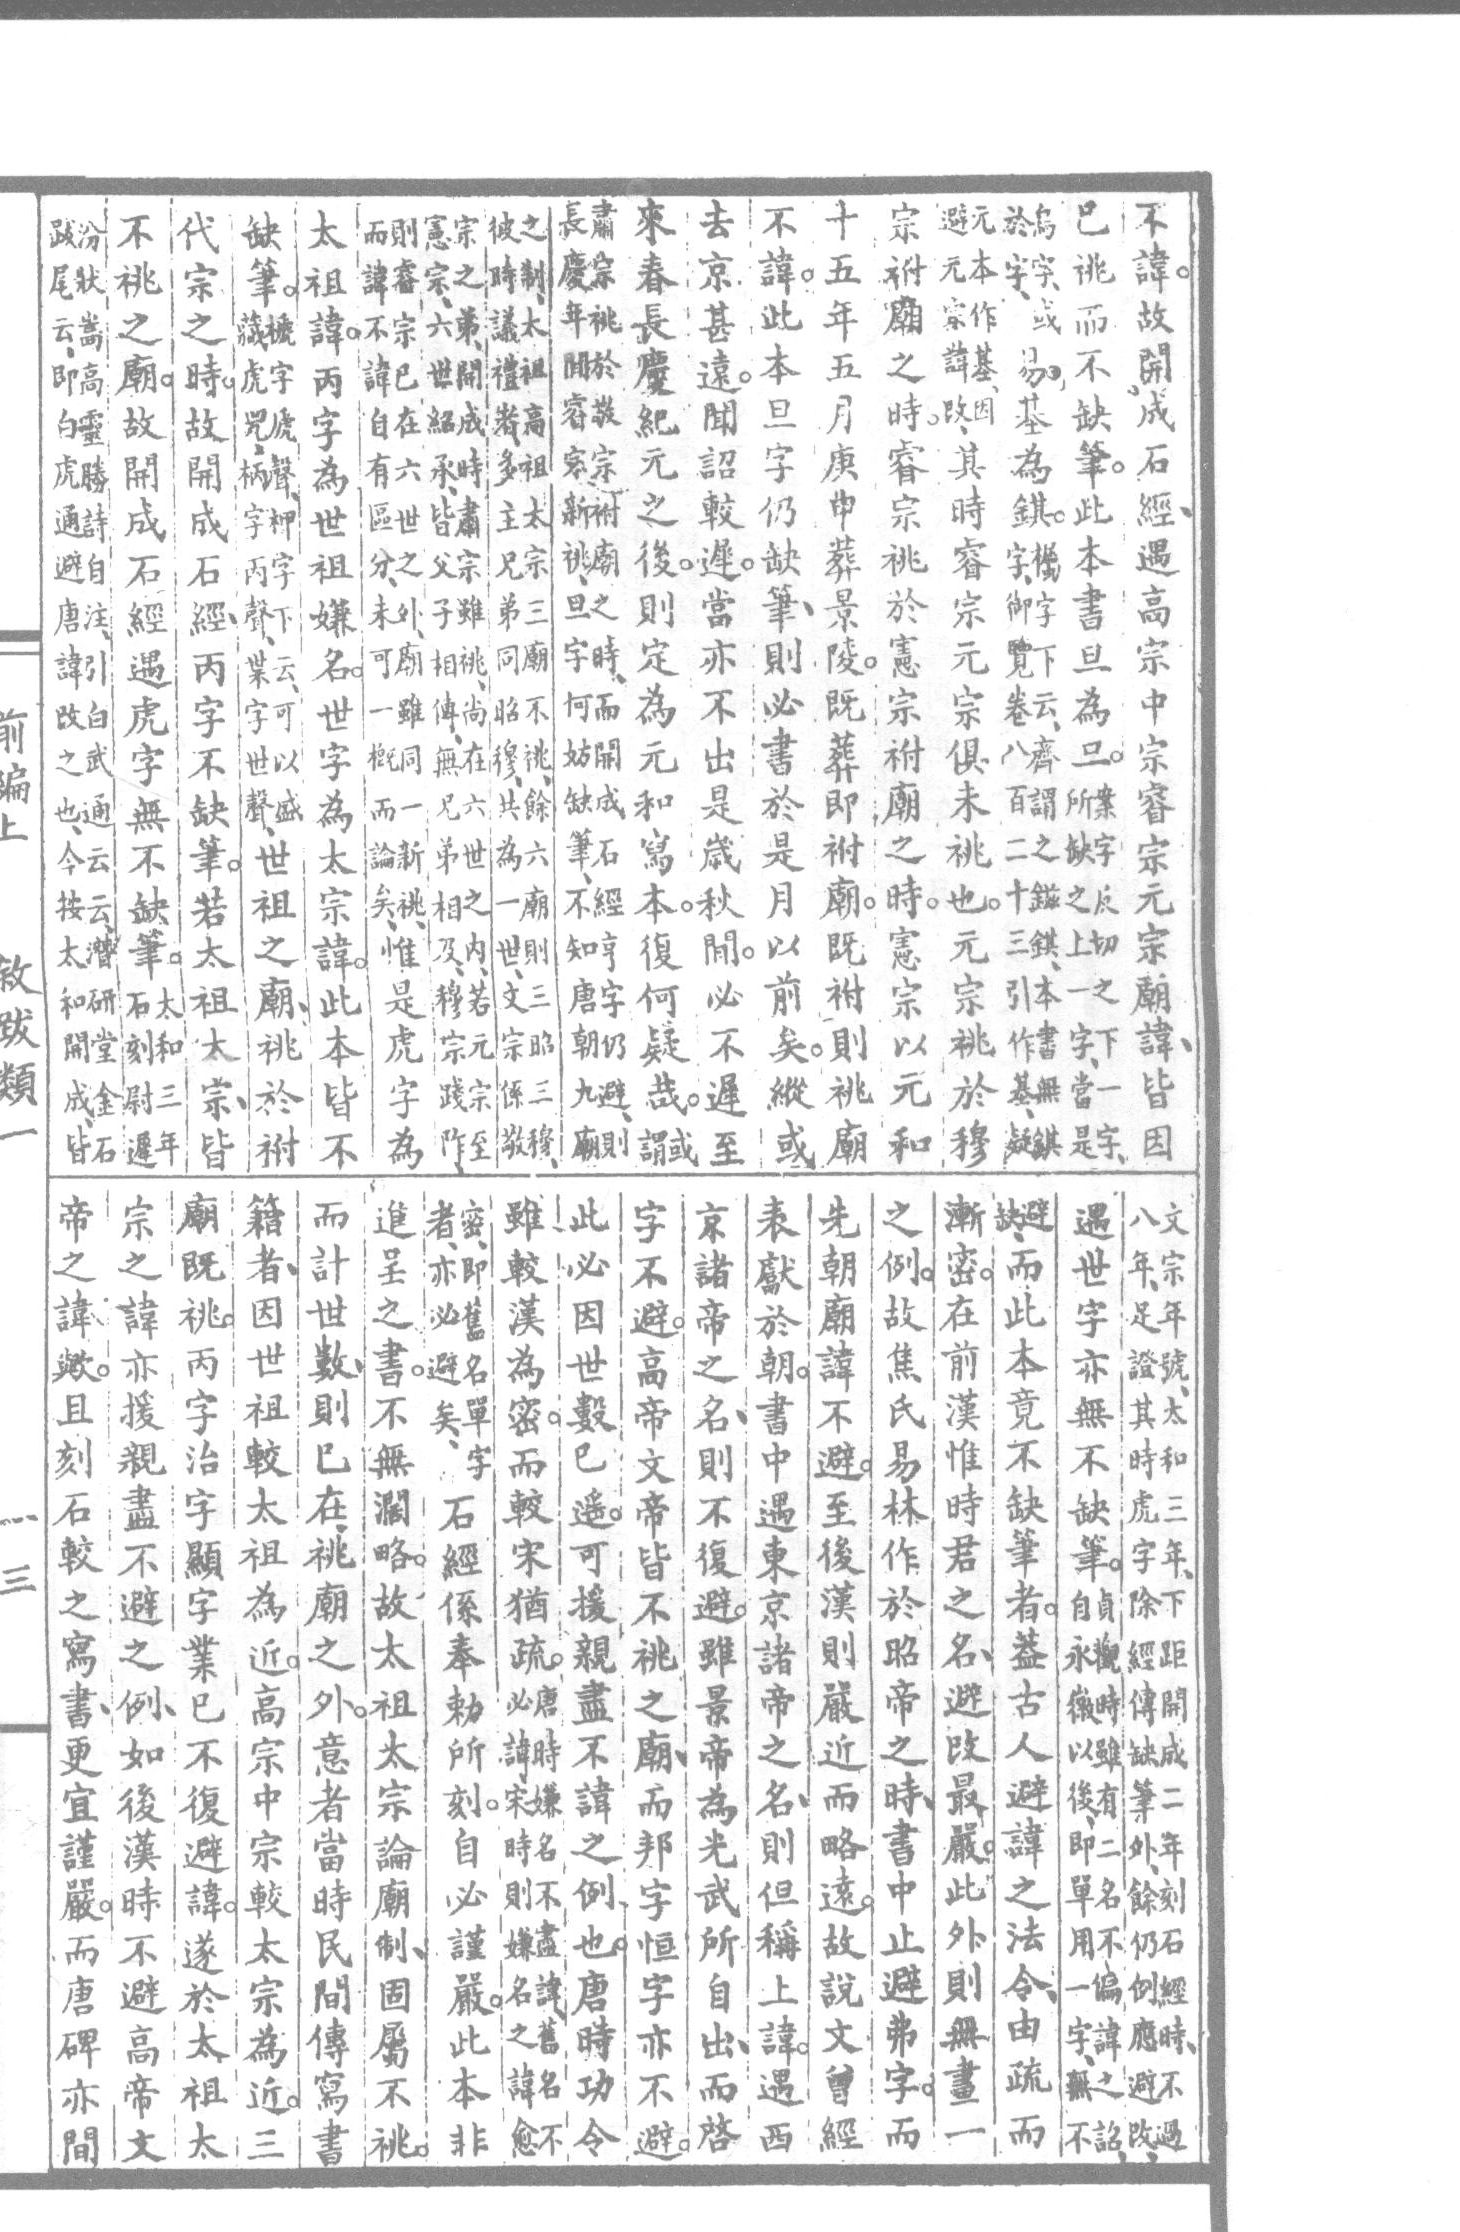 不諱。故開成石經、遇高宗中宗睿宗元宗廟諱、皆因
已祧而不缺筆。此本書旦為𠀇。案字反切之下一字、所缺之上一字、當是
烏字、或於字、易基為錤。欘字下云、齊謂之鎡錤、本書無錤字、御覽卷八百二十三引作基、疑
元本作基、因避元宗諱改、其時睿宗元宗俱未祧也。元宗祧於穆
宗祔廟之時。睿宗祧於憲宗祔廟之時。憲宗以元和
十五年五月庚申葬景陵。既葬即祔廟。既祔則祧廟
不諱。此本旦字仍缺筆、則必書於是月以前矣。縱或
去京甚遠。聞詔較遲。當亦不出是歲秋間。必不遲至
來春長慶紀元之後。則定為元和寫本。復何疑哉。或謂
肅宗祧於敬宗祔廟之時、而開成石經亨字仍避、則長慶年間睿宗新祧、旦字何妨缺筆、不知唐朝九廟
之制、太祖高祖太宗三廟不祧、餘六廟則三昭三穆、彼時議禮者、多主兄弟同昭穆、共為一世、文宗係敬
宗之弟、開成時肅宗雖祧、尚在六世之內、若元宗至憲宗、六世紹承、皆父子相傳、無兄弟相及、穆宗踐阼、
則睿宗已在六世之外、廟雖同一新祧、而諱不諱自有區分、未可一概而論矣、惟是虎字為
太祖諱。丙字為世祖嫌名。世字為太宗諱。此本皆不
缺筆。榹字虎聲、柙字下云、可以盛藏虎兕、柄字丙聲、枼字世聲、世祖之廟、祧於祔
代宗之時。故開成石經、丙字不缺筆。若太祖太宗、皆
不祧之廟。故開成石經遇虎字無不缺筆。太和三年石刻尉遲
汾狀嵩高靈勝詩自注、引白武通云云、潛研堂金石跋尾云、即白虎通避唐諱改之也、今按太和開成、皆
文宗年號、太和三年、下距開成二年刻石經時、不過八年、足證其時虎字除經傳缺筆外、餘仍例應避改、
遇世字亦無不缺筆。貞觀時雖有二名不偏諱之詔、自永徽以後、即單用一字、無不
避缺、而此本竟不缺筆者。蓋古人避諱之法令、由疏而
漸密。在前漢惟時君之名、避改最嚴。此外則無畫一
之例。故焦氏易林作於昭帝之時、書中止避弗字。而
先朝廟諱不避。至後漢則嚴近而略遠。故說文曾經
表獻於朝。書中遇東京諸帝之名、則但稱上諱。遇西
京諸帝之名、則不復避。雖景帝為光武所自出、而啓
字不避。高帝文帝皆不祧之廟、而邦字恒字亦不避。
此必因世數已遥。可援親盡不諱之例也。唐時功令
雖較漢為密。而較宋猶疏。唐時嫌名不盡諱、舊名不必諱、宋時則嫌名之諱愈
密、即舊名單字者、亦必避矣、石經係奉勅所刻。自必謹嚴。此本非
進呈之書。不無濶略。故太祖太宗論廟制、固屬不祧。
而計世數、則已在祧廟之外。意者當時民間傳寫書
籍者、因世祖較太祖為近。高宗中宗較太宗為近。三
廟既祧。丙字治字顯字業已不復避諱。遂於太祖太
宗之諱亦援親盡不避之例、如後漢時不避高帝文
帝之諱歟。且刻石較之寫書、更宜謹嚴。而唐碑亦間
前編上
敘跋類一
一三